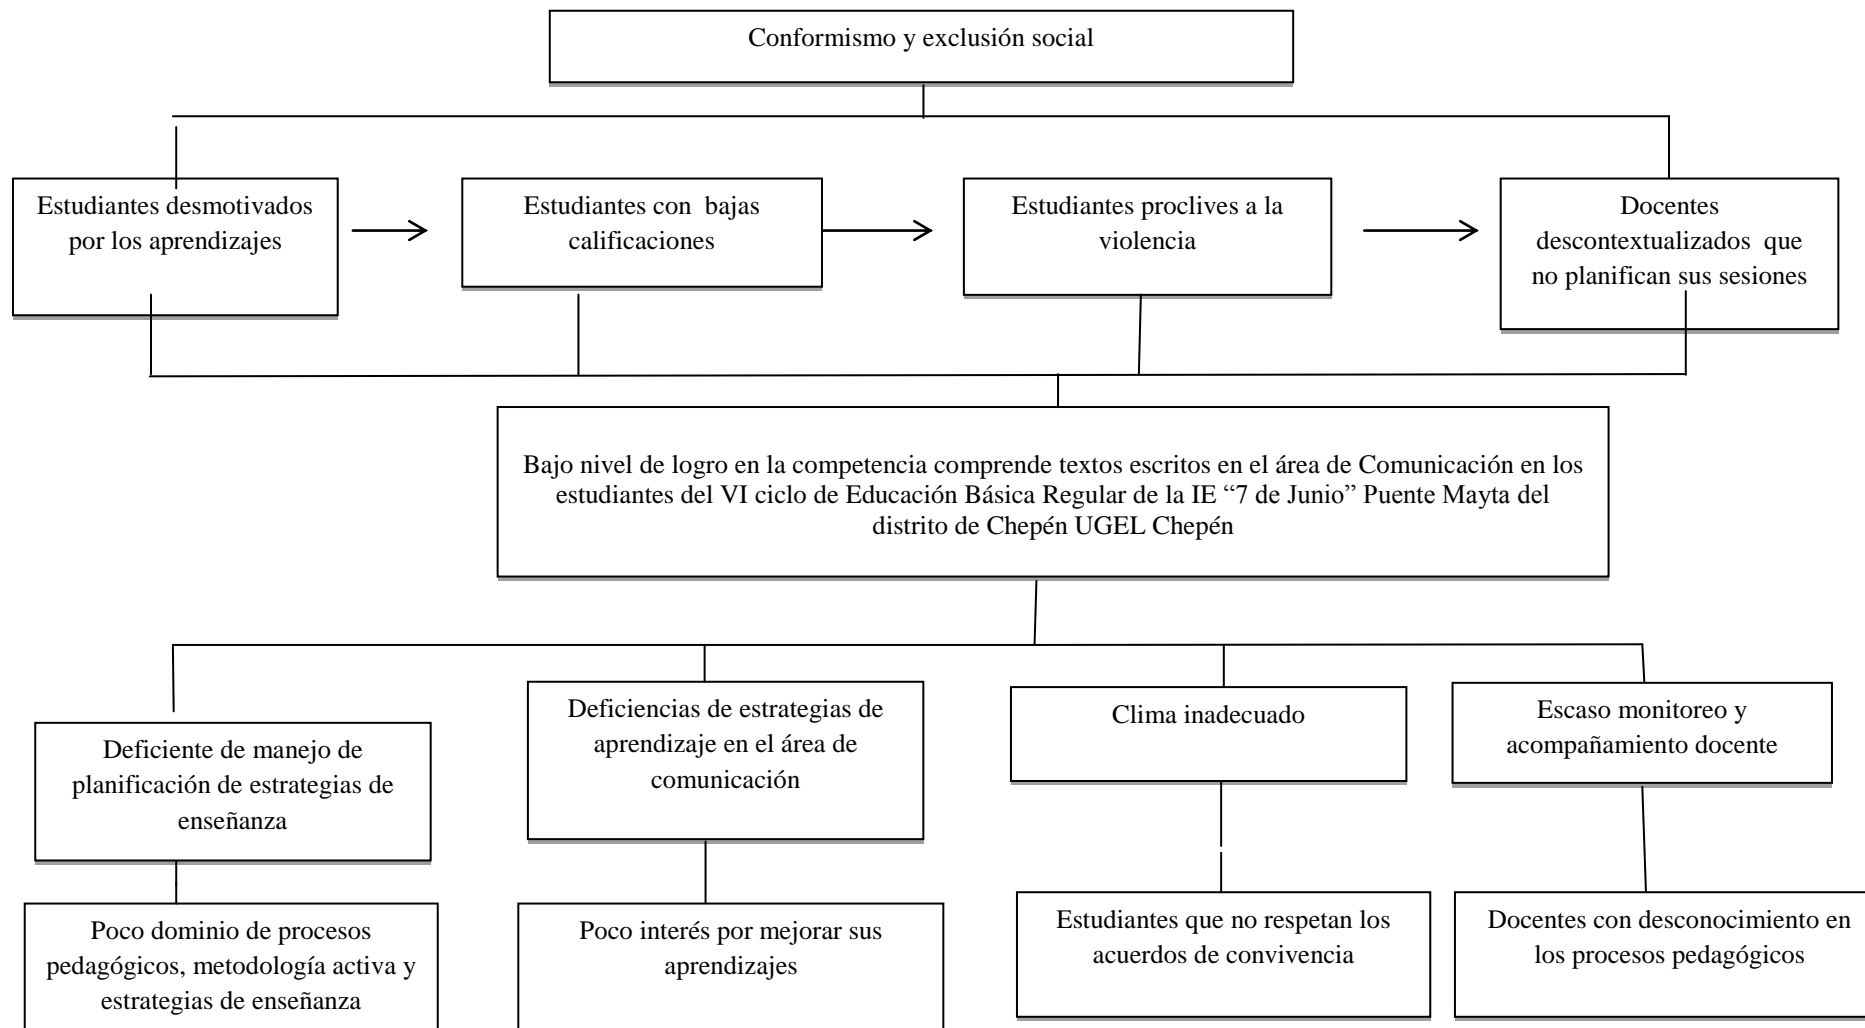 Conformismo y exclusión social
Estudiantes desmotivados
por los aprendizajes
Estudiantes con bajas
calificaciones
Estudiantes proclives a la
violencia
Docentes
descontextualizados que
no planifican sus sesiones
Bajo nivel de logro en la competencia comprende textos escritos en el área de Comunicación en los
estudiantes del VI ciclo de Educación Básica Regular de la IE “7 de Junio” Puente Mayta del
distrito de Chepén UGEL Chepén
Deficiente de manejo de
planificación de estrategias de
enseñanza
Deficiencias de estrategias de
aprendizaje en el área de
comunicación
Clima inadecuado
Escaso monitoreo y
acompañamiento docente
Poco dominio de procesos
pedagógicos, metodología activa y
estrategias de enseñanza
Poco interés por mejorar sus
aprendizajes
Estudiantes que no respetan los
acuerdos de convivencia
Docentes con desconocimiento en
los procesos pedagógicos